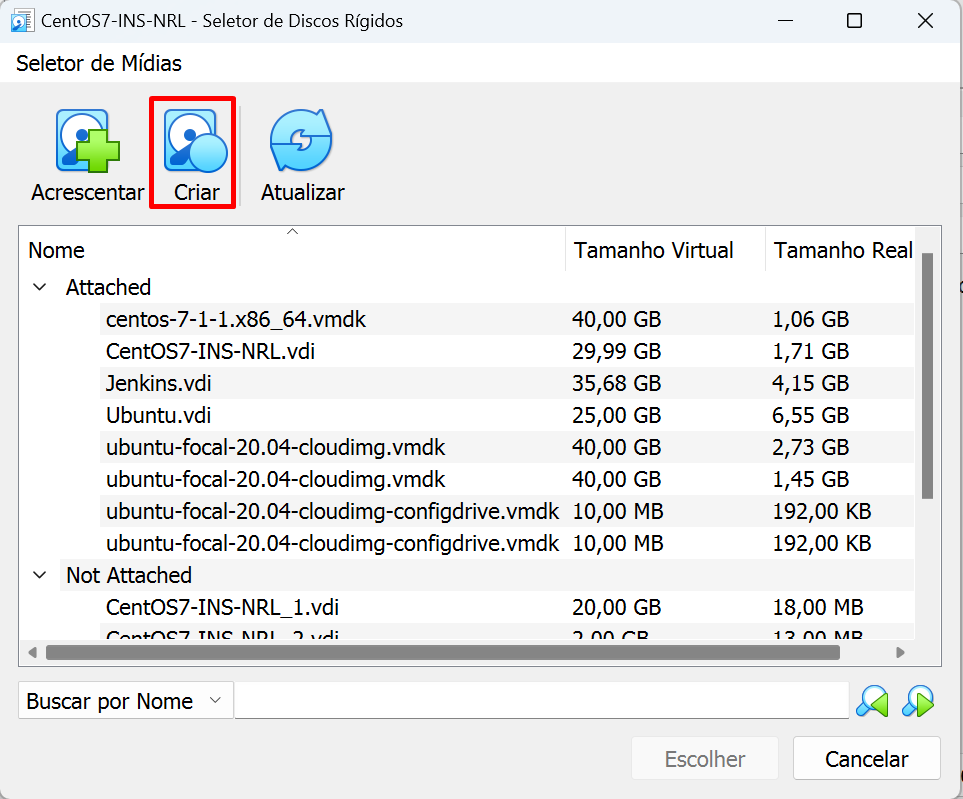 CentOS7-INS-NRL - Seletor de Discos Rígidos
Seletor de Mídias
Acrescentar Criar Atualizar
Nome Tamanho Virtual Tamanho Real
Attached
centos-7-1-1.x86_64.vmdk 40,00 GB 1,06 GB
CentOS7-INS-NRL.vdi 29,99 GB 1,71 GB
Jenkins.vdi 35,68 GB 4,15 GB
Ubuntu.vdi 25,00 GB 6,55 GB
ubuntu-focal-20.04-cloudimg.vmdk 40,00 GB 2,73 GB
ubuntu-focal-20.04-cloudimg.vmdk 40,00 GB 1,45 GB
ubuntu-focal-20.04-cloudimg-configdrive.vmdk 10,00 MB 192,00 KB
ubuntu-focal-20.04-cloudimg-configdrive.vmdk 10,00 MB 192,00 KB
Not Attached
CentOS7-INS-NRL_1.vdi 20,00 GB 18,00 MB
CentOS7-INS-NRL_2.vdi 2,00 GB 13,00 MB
Buscar por Nome
Escolher Cancelar